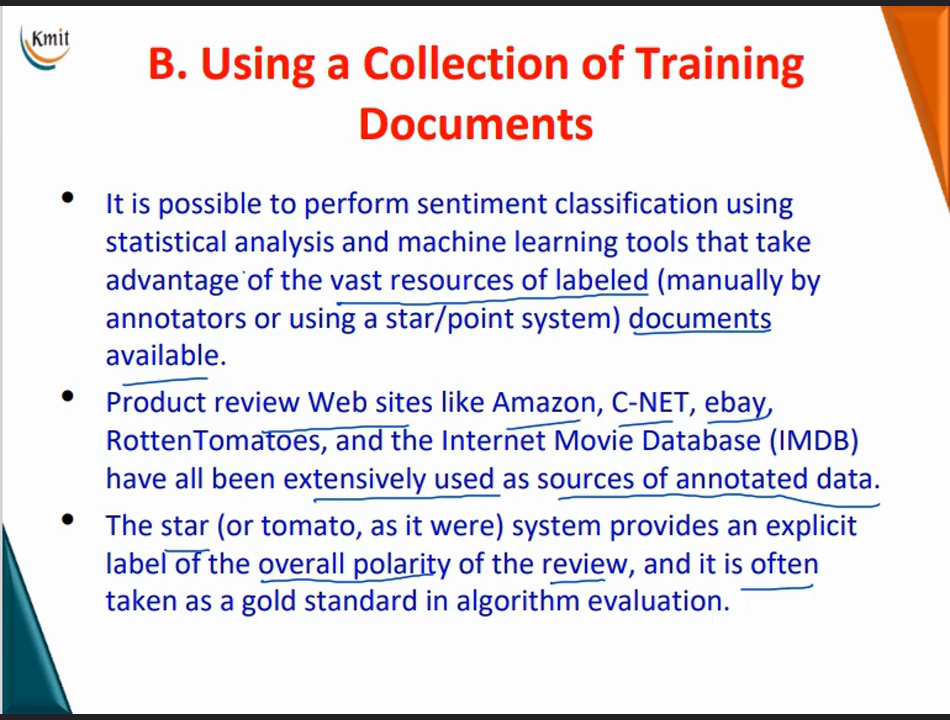 Kmit
B. Using a Collection of Training
Documents
• It is possible to perform sentiment classification using
statistical analysis and machine learning tools that take
advantage of the vast resources of labeled (manually by
annotators or using a star/point system) documents
available.
• Product review Web sites like Amazon, C-NET, ebay,
RottenTomatoes, and the Internet Movie Database (IMDB)
have all been extensively used as sources of annotated data.
• The star (or tomato, as it were) system provides an explicit
label of the overall polarity of the review, and it is often
taken as a gold standard in algorithm evaluation.